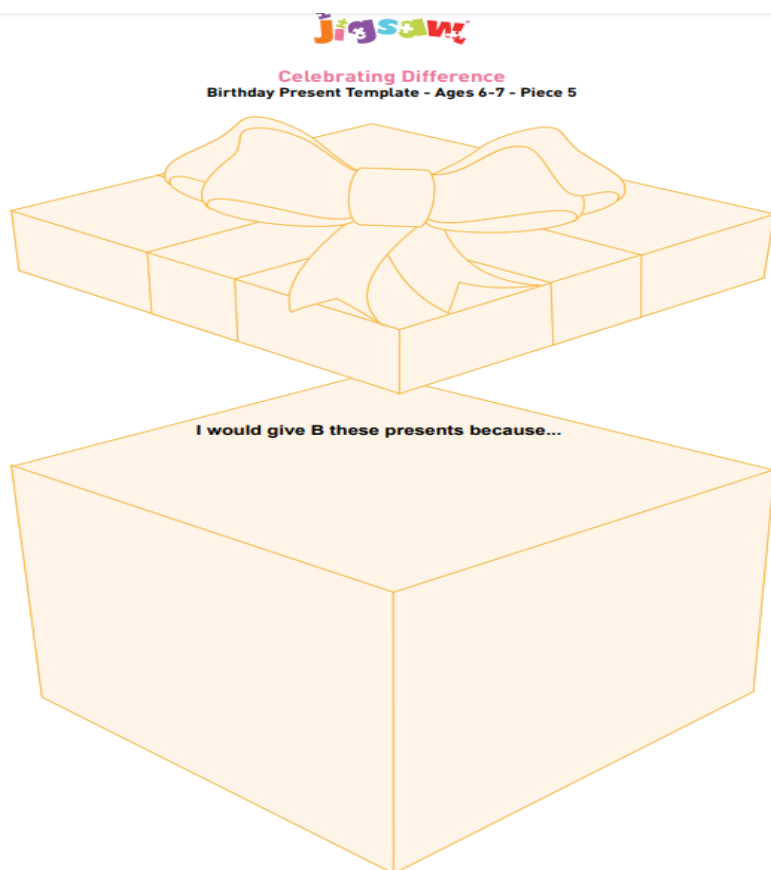 jigsaw
Celebrating Difference
Birthday Present Template - Ages 6-7 - Piece 5
I would give B these presents because...